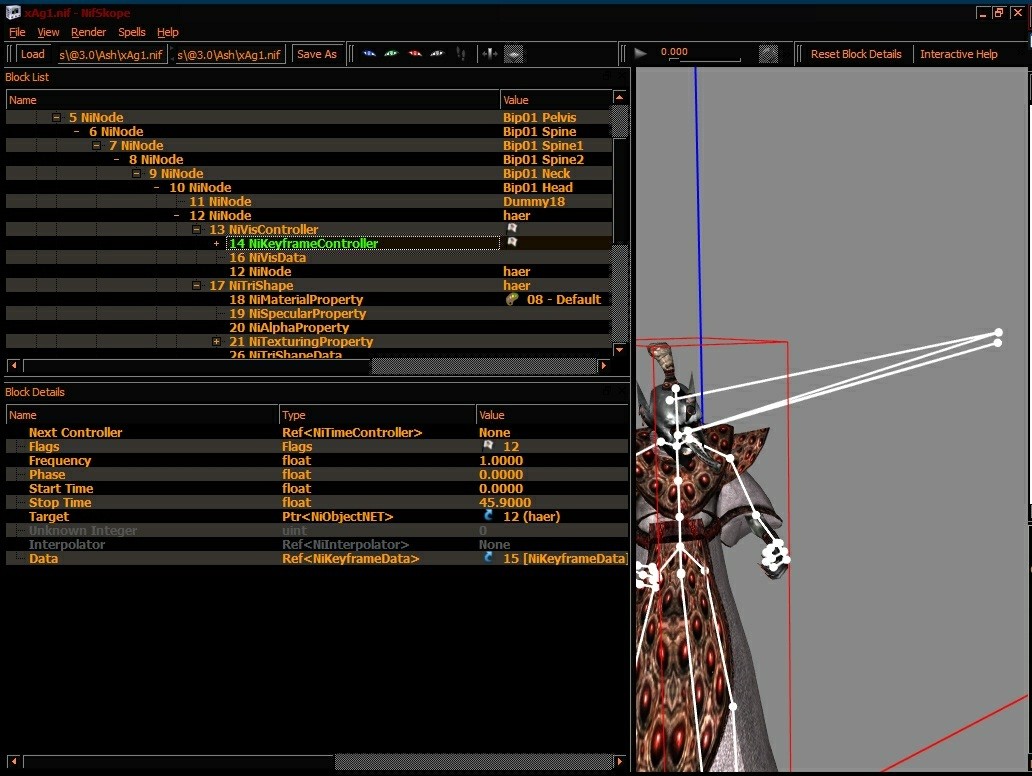 xAg1.nif - NifSkope
File View Render Spells Help
Load s\@3.0\Ash\xAg1.nif s\@3.0\Ash\xAg1.nif Save As 0.000 Reset Block Details Interactive Help
Block List
Name Value
5 NiNode Bip01 Pelvis
6 NiNode Bip01 Spine
7 NiNode Bip01 Spine1
8 NiNode Bip01 Spine2
9 NiNode Bip01 Neck
10 NiNode Bip01 Head
11 NiNode Dummy18
12 NiNode haer
13 NiVisController
14 NiKeyframeController
16 NiVisData
12 NiNode haer
17 NiTriShape haer
18 NiMaterialProperty 08 - Default
19 NiSpecularProperty
20 NiAlphaProperty
21 NiTexturingProperty
26 NiTriShapeData
Block Details
Name Type Value
Next Controller Ref<NiTimeController> None
Flags Flags 12
Frequency float 1.0000
Phase float 0.0000
Start Time float 0.0000
Stop Time float 45.9000
Target Ptr<NiObjectNET> 12 (haer)
Unknown Integer uint 0
Interpolator Ref<NiInterpolator> None
Data Ref<NiKeyframeData> 15 [NiKeyframeData]